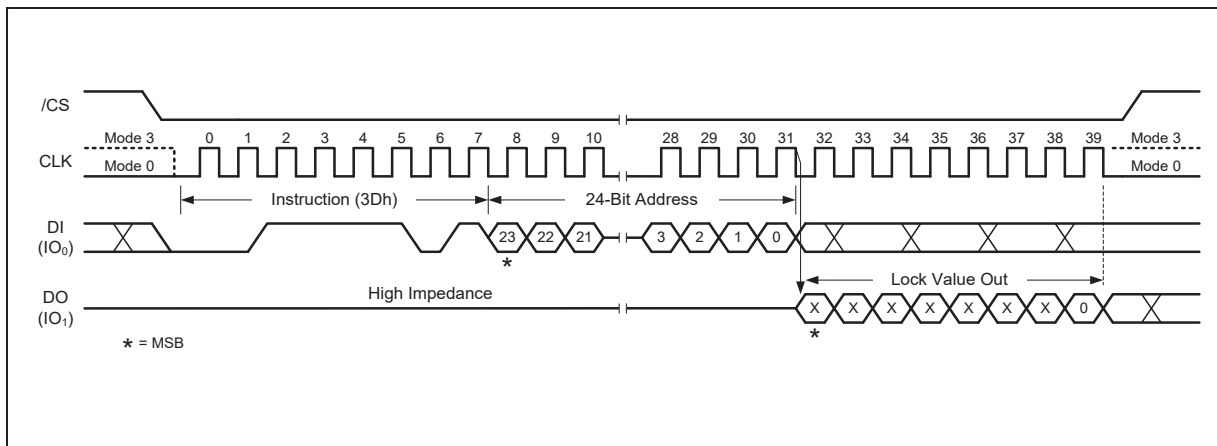 /CS
Mode 3 0 1 2 3 4 5 6 7 8 9 10 28 29 30 31 32 33 34 35 36 37 38 39 Mode 3
CLK Mode 0 Mode 0
Instruction (3Dh) 24-Bit Address
DI
(IO₀) 23 22 21 3 2 1 0
*
Lock Value Out
High Impedance
DO
(IO₁) X X X X X X X 0
*
* = MSB